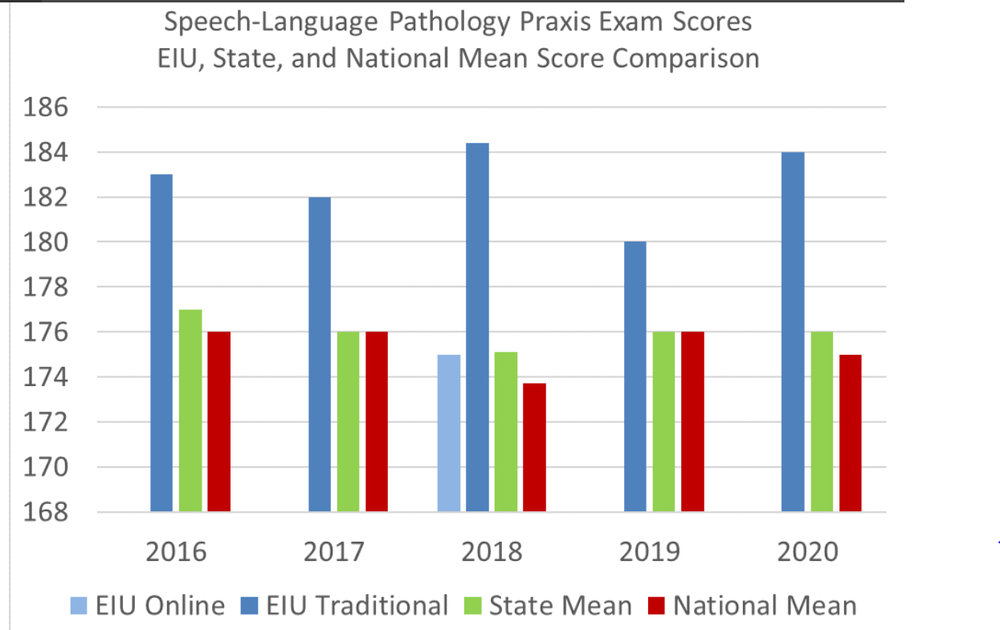 Speech-Language Pathology Praxis Exam Scores
EIU, State, and National Mean Score Comparison
186
184
182
180
178
176
174
172
170
168
2016 2017 2018 2019 2020
EIU Online EIU Traditional State Mean National Mean